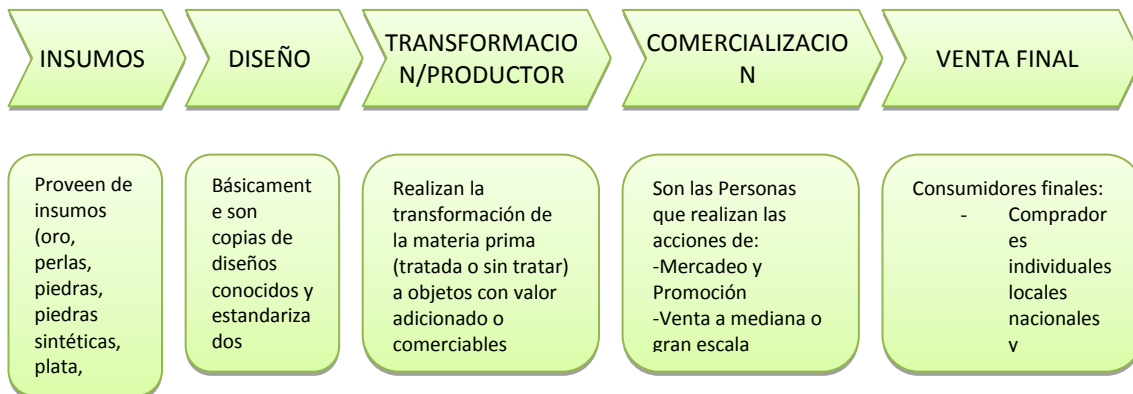 INSUMOS
DISEÑO
TRANSFORMACIO
N/PRODUCTOR
COMERCIALIZACIO
N
VENTA FINAL
Proveen de
insumos
(oro,
perlas,
piedras,
piedras
sintéticas,
plata,
Básicament
e son
copias de
diseños
conocidos y
estandariza
dos
Realizan la
transformación de
la materia prima
(tratada o sin tratar)
a objetos con valor
adicionado o
comerciables
Son las Personas
que realizan las
acciones de:
-Mercadeo y
Promoción
-Venta a mediana o
gran escala
Consumidores finales:
- Comprador
es
individuales
locales
nacionales
y